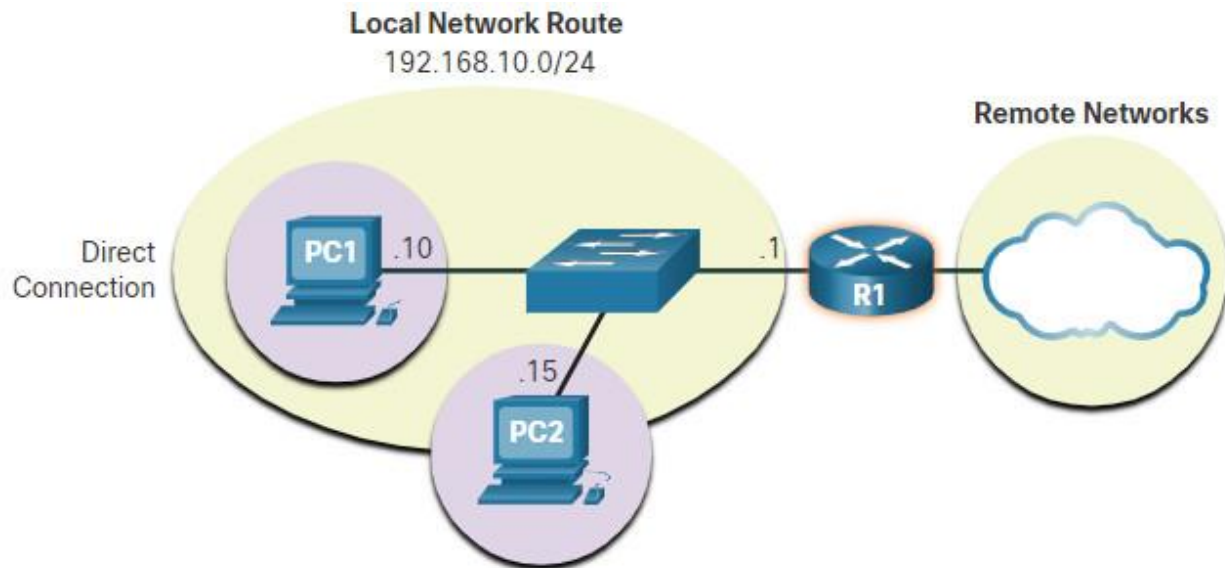 Local Network Route
192.168.10.0/24
Remote Networks
Direct
Connection
PC1
.10
.1
R1
.15
PC2